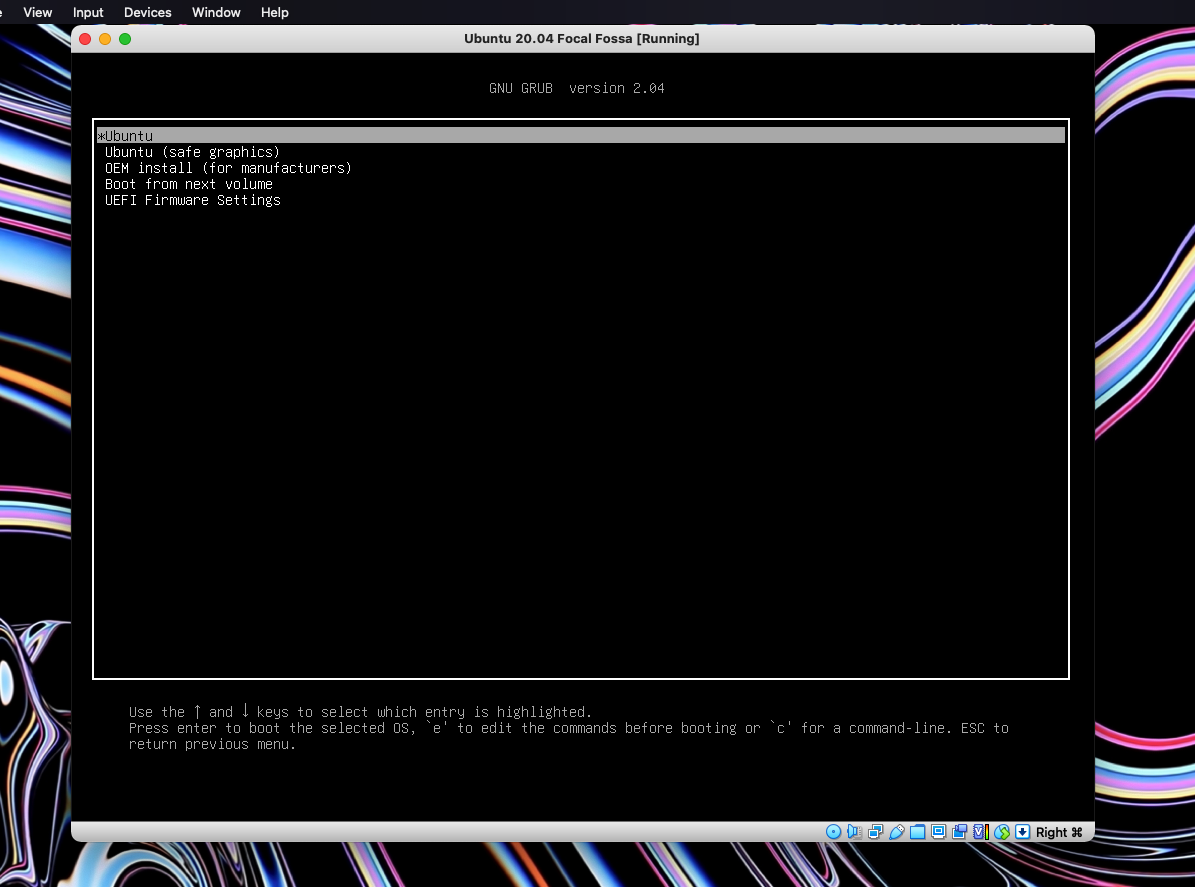 View Input Devices Window Help
Ubuntu 20.04 Focal Fossa [Running]
GNU GRUB version 2.04
*Ubuntu
Ubuntu (safe graphics)
OEM install (for manufacturers)
Boot from next volume
UEFI Firmware Settings
Use the ↑ and ↓ keys to select which entry is highlighted.
Press enter to boot the selected OS, `e' to edit the commands before booting or `c' for a command-line. ESC to
return previous menu.
Right ⌘